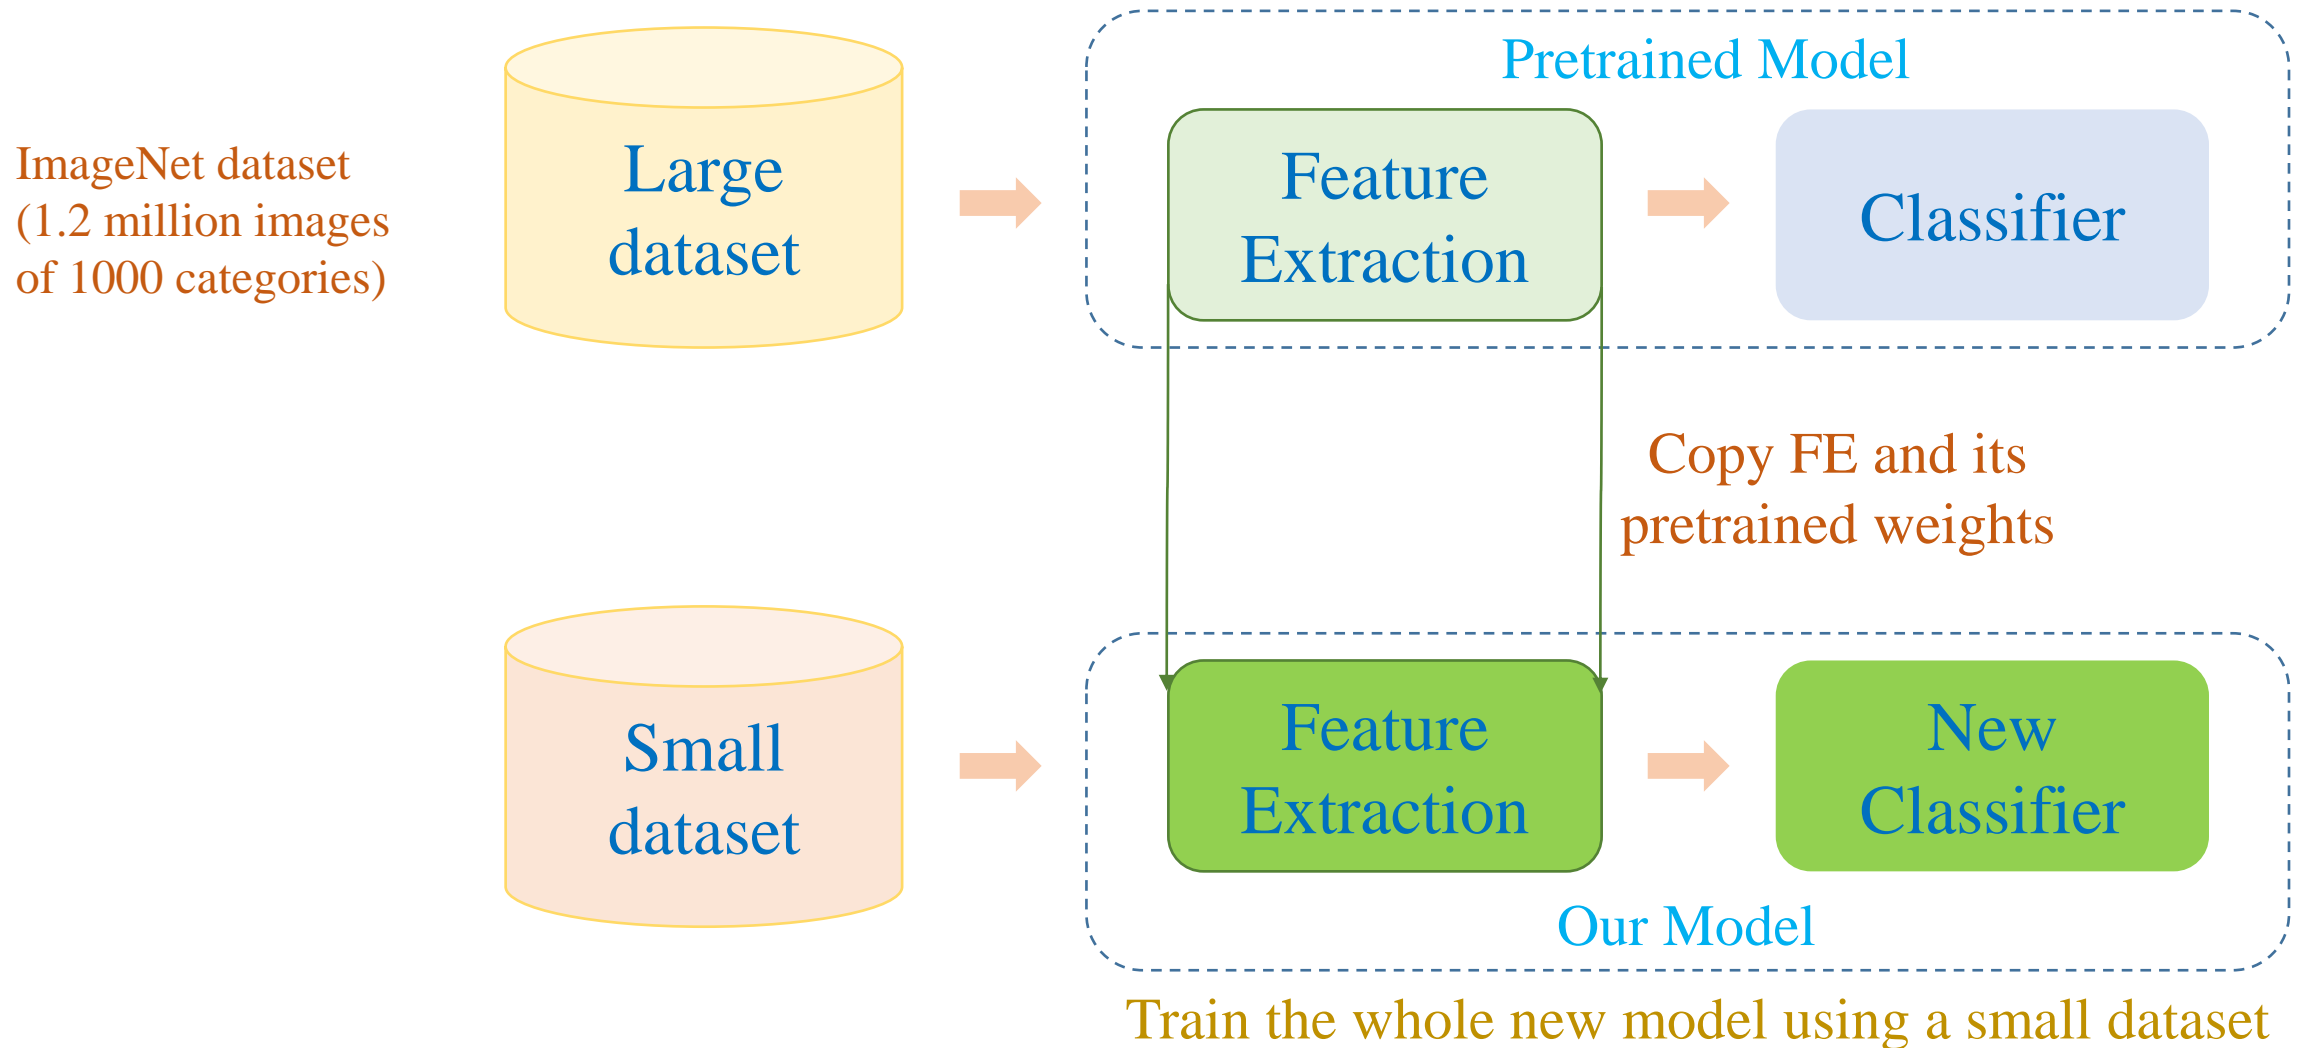 Pretrained Model
ImageNet dataset
(1.2 million images
of 1000 categories)
Large
dataset
Feature
Extraction
Classifier
Copy FE and its
pretrained weights
Small
dataset
Feature
Extraction
New
Classifier
Our Model
Train the whole new model using a small dataset